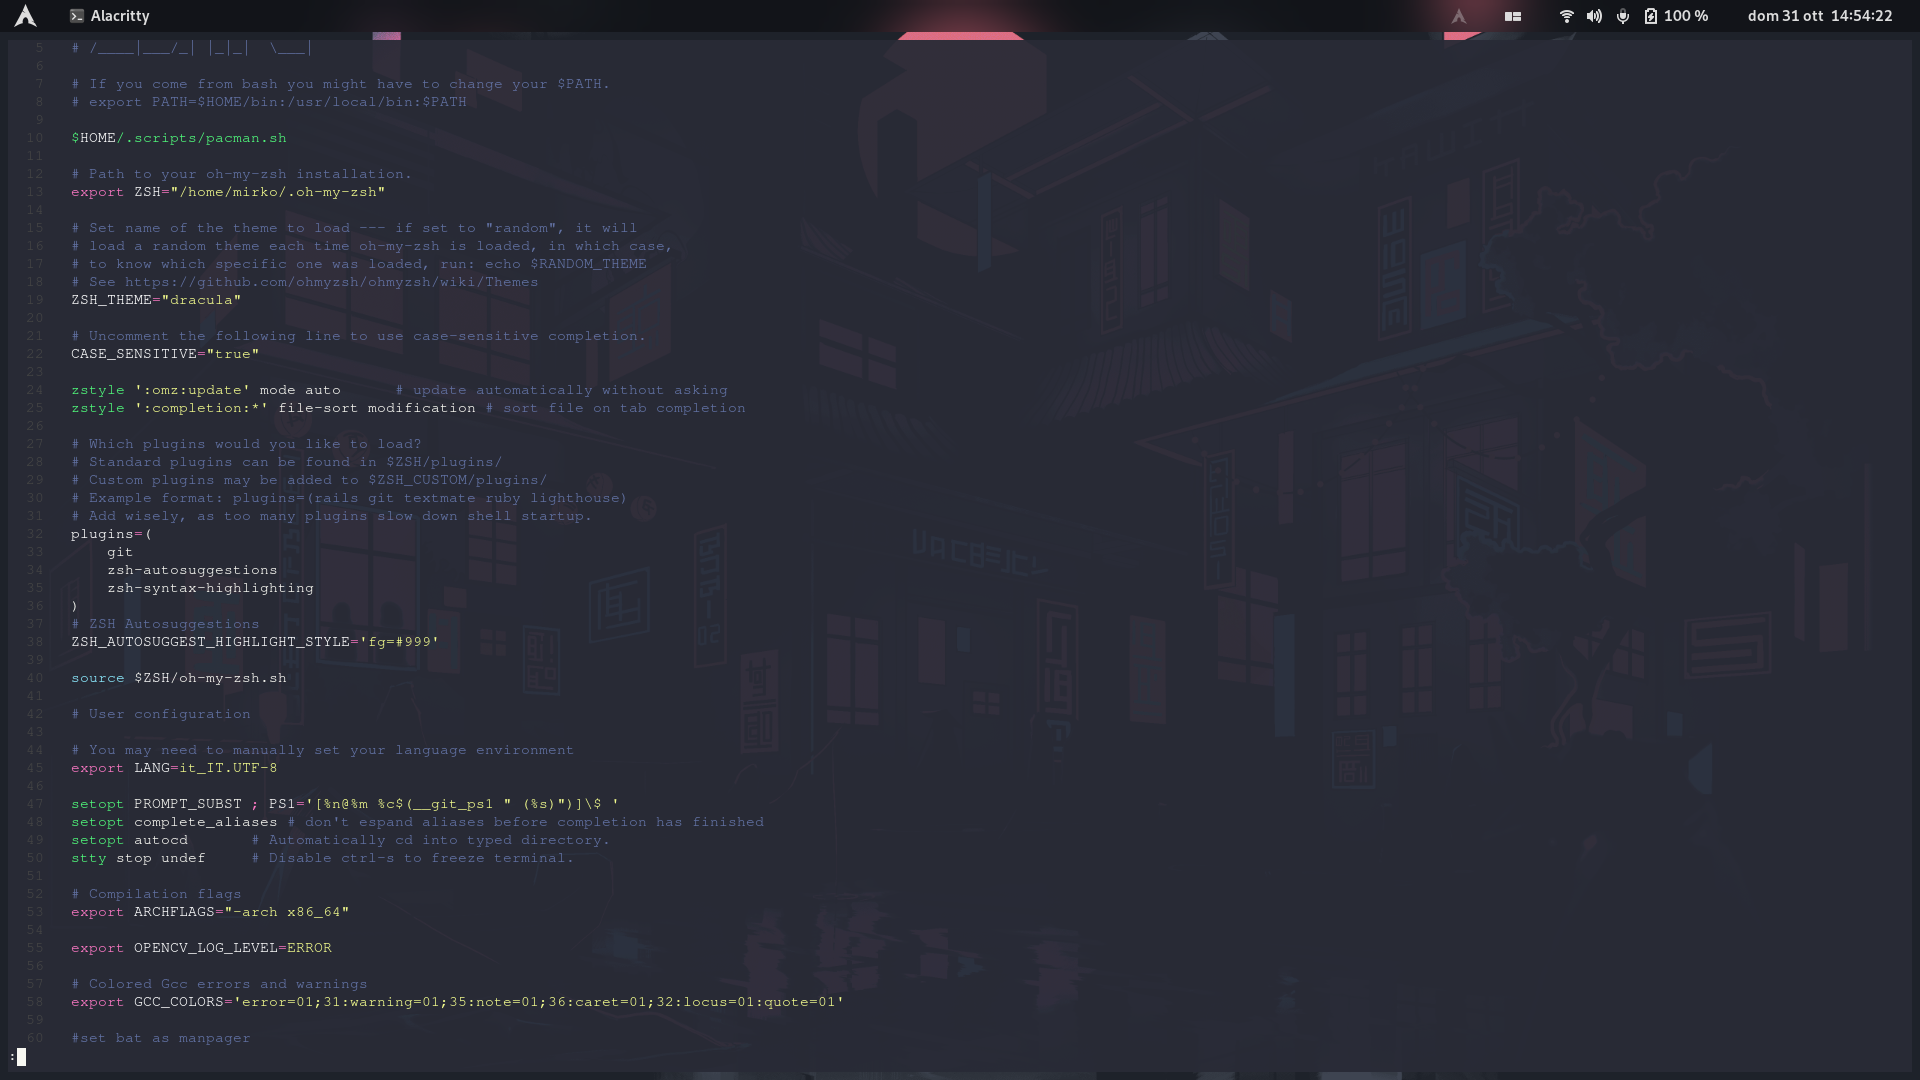 Alacritty
100 %
dom 31 ott 14:54:22
5 # /____|___/_| |_|_|  \___|
6
7 # If you come from bash you might have to change your $PATH.
8 # export PATH=$HOME/bin:/usr/local/bin:$PATH
9
10 $HOME/.scripts/pacman.sh
11
12 # Path to your oh-my-zsh installation.
13 export ZSH="/home/mirko/.oh-my-zsh"
14
15 # Set name of the theme to load --- if set to "random", it will
16 # load a random theme each time oh-my-zsh is loaded, in which case,
17 # to know which specific one was loaded, run: echo $RANDOM_THEME
18 # See https://github.com/ohmyzsh/ohmyzsh/wiki/Themes
19 ZSH_THEME="dracula"
20
21 # Uncomment the following line to use case-sensitive completion.
22 CASE_SENSITIVE="true"
23
24 zstyle ':omz:update' mode auto      # update automatically without asking
25 zstyle ':completion:*' file-sort modification # sort file on tab completion
26
27 # Which plugins would you like to load?
28 # Standard plugins can be found in $ZSH/plugins/
29 # Custom plugins may be added to $ZSH_CUSTOM/plugins/
30 # Example format: plugins=(rails git textmate ruby lighthouse)
31 # Add wisely, as too many plugins slow down shell startup.
32 plugins=(
33     git
34     zsh-autosuggestions
35     zsh-syntax-highlighting
36 )
37 # ZSH Autosuggestions
38 ZSH_AUTOSUGGEST_HIGHLIGHT_STYLE='fg=#999'
39
40 source $ZSH/oh-my-zsh.sh
41
42 # User configuration
43
44 # You may need to manually set your language environment
45 export LANG=it_IT.UTF-8
46
47 setopt PROMPT_SUBST ; PS1='[%n@%m %c$(__git_ps1 " (%s)")]\$ '
48 setopt complete_aliases # don't espand aliases before completion has finished
49 setopt autocd       # Automatically cd into typed directory.
50 stty stop undef     # Disable ctrl-s to freeze terminal.
51
52 # Compilation flags
53 export ARCHFLAGS="-arch x86_64"
54
55 export OPENCV_LOG_LEVEL=ERROR
56
57 # Colored Gcc errors and warnings
58 export GCC_COLORS='error=01;31:warning=01;35:note=01;36:caret=01;32:locus=01:quote=01'
59
60 #set bat as manpager
: